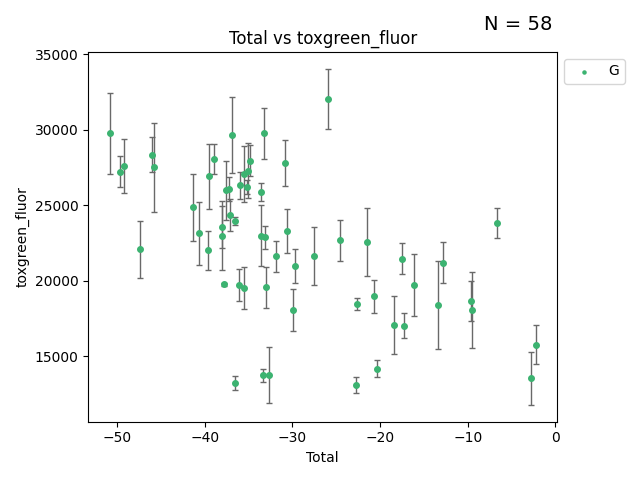 N = 58
Total vs toxgreen_fluor
G
35000
30000
25000
20000
15000
toxgreen_fluor
−50
−40
−30
−20
−10
0
Total